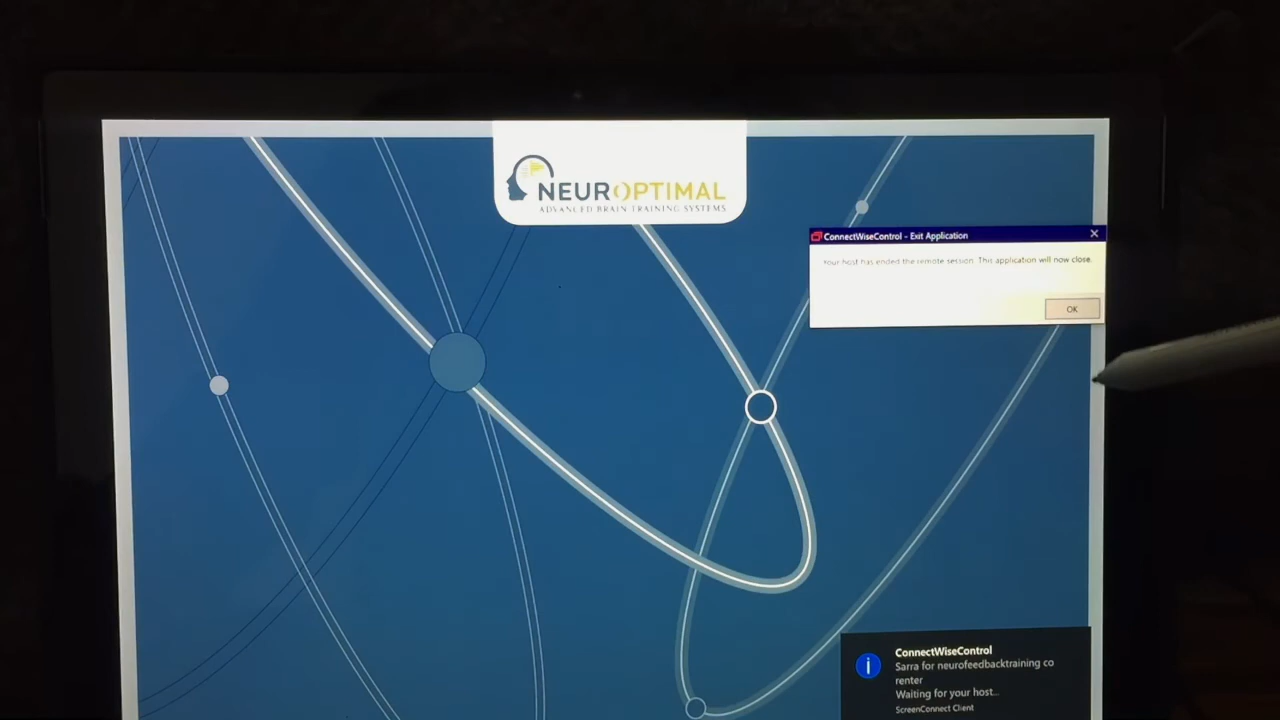 NEUROPTIMAL
ADVANCED BRAIN TRAINING SYSTEMS
ConnectWiseControl - Exit Application
Your host has ended the remote session. This application will now close.
OK
ConnectWiseControl
Sarra for neurofeedbacktraining co
renter
Waiting for your host...
ScreenConnect Client